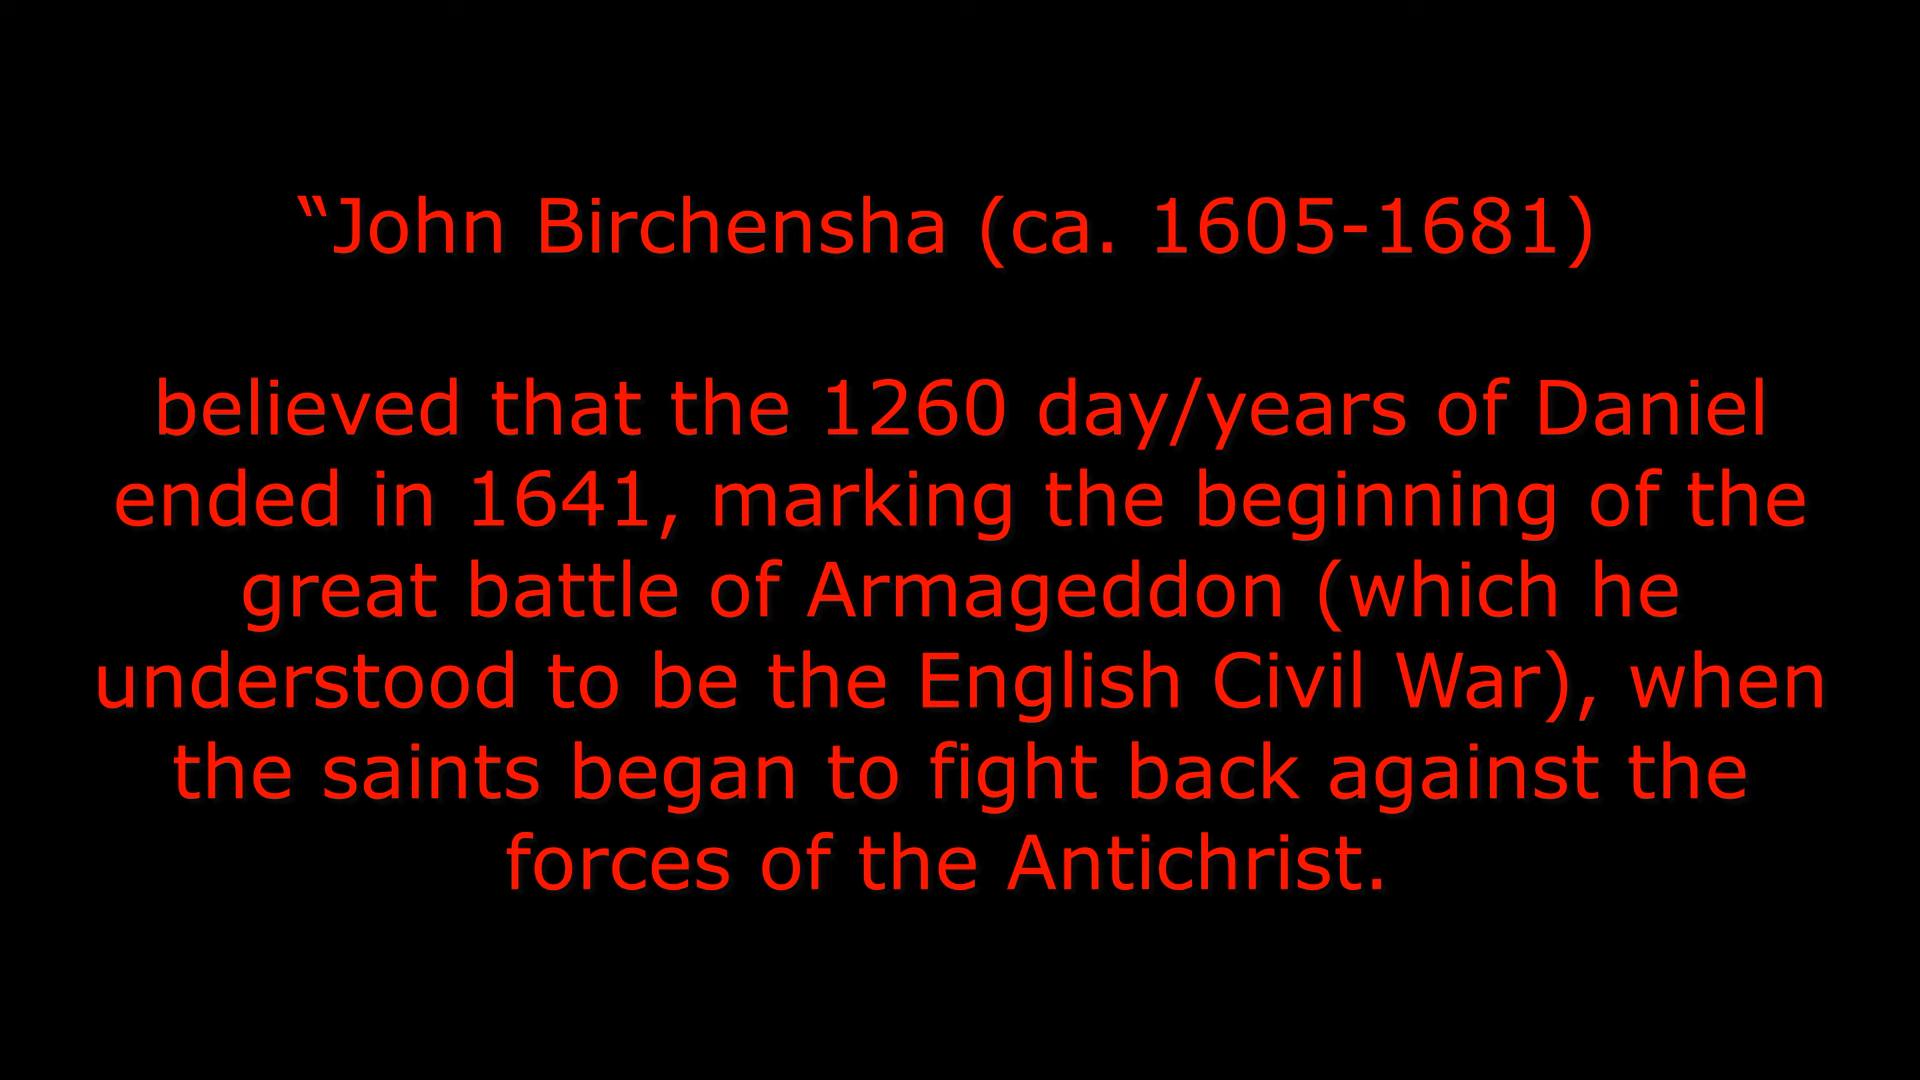 “John Birchensha (ca. 1605-1681)
believed that the 1260 day/years of Daniel
ended in 1641, marking the beginning of the
great battle of Armageddon (which he
understood to be the English Civil War), when
the saints began to fight back against the
forces of the Antichrist.